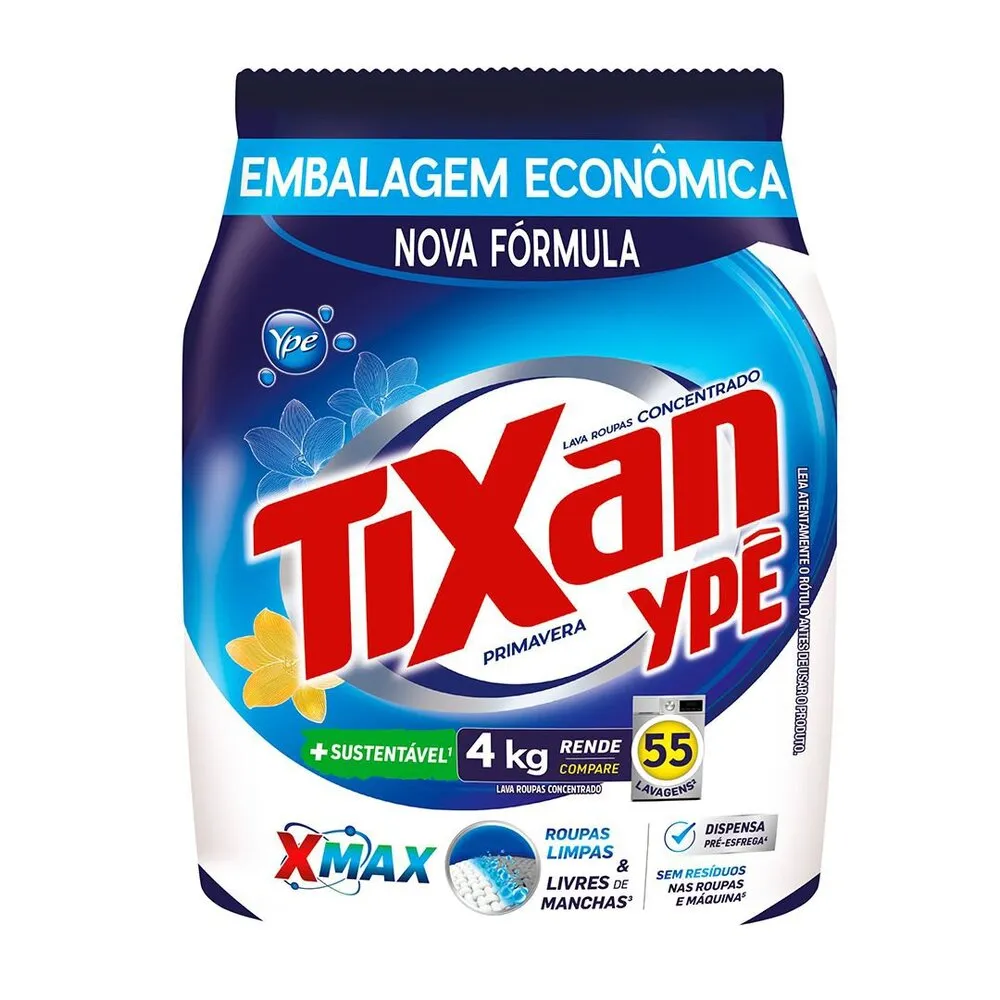 EMBALAGEM ECONÔMICA
NOVA FÓRMULA
Ypê
LAVA ROUPAS CONCENTRADO
TiXan
YPÊ
PRIMAVERA
LEIA ATENTAMENTE O RÓTULO ANTES DE USAR O PRODUTO.
+ SUSTENTÁVEL¹
4 kg
RENDE
COMPARE
55
LAVAGENS²
LAVA ROUPAS CONCENTRADO
XMAX
ROUPAS
LIMPAS
&
LIVRES DE
MANCHAS³
DISPENSA
PRÉ-ESFREGA⁴
SEM RESÍDUOS
NAS ROUPAS
E MÁQUINA⁵